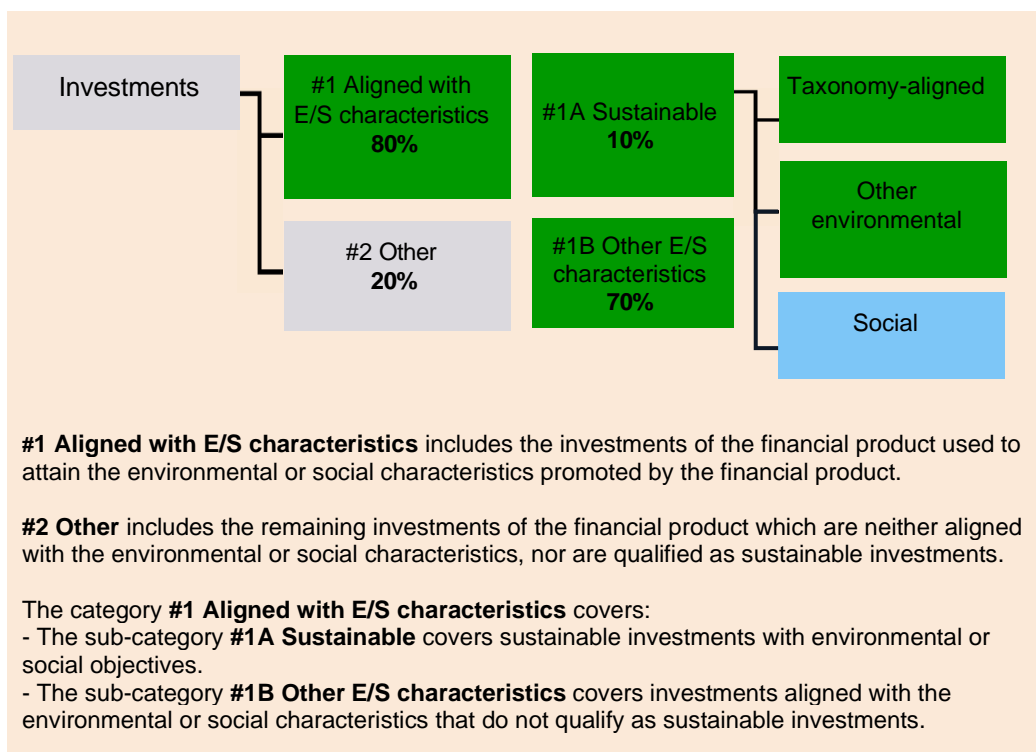 Investments
#1 Aligned with
E/S characteristics
80%
#2 Other
20%
#1A Sustainable
10%
#1B Other E/S
characteristics
70%
Taxonomy-aligned
Other
environmental
Social
#1 Aligned with E/S characteristics includes the investments of the financial product used to
attain the environmental or social characteristics promoted by the financial product.
#2 Other includes the remaining investments of the financial product which are neither aligned
with the environmental or social characteristics, nor are qualified as sustainable investments.
The category #1 Aligned with E/S characteristics covers:
- The sub-category #1A Sustainable covers sustainable investments with environmental or
social objectives.
- The sub-category #1B Other E/S characteristics covers investments aligned with the
environmental or social characteristics that do not qualify as sustainable investments.